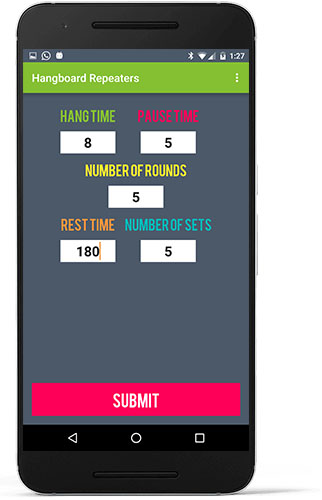 1:27
Hangboard Repeaters
HANG TIME PAUSE TIME
8 5
NUMBER OF ROUNDS
5
REST TIME NUMBER OF SETS
180 5
SUBMIT